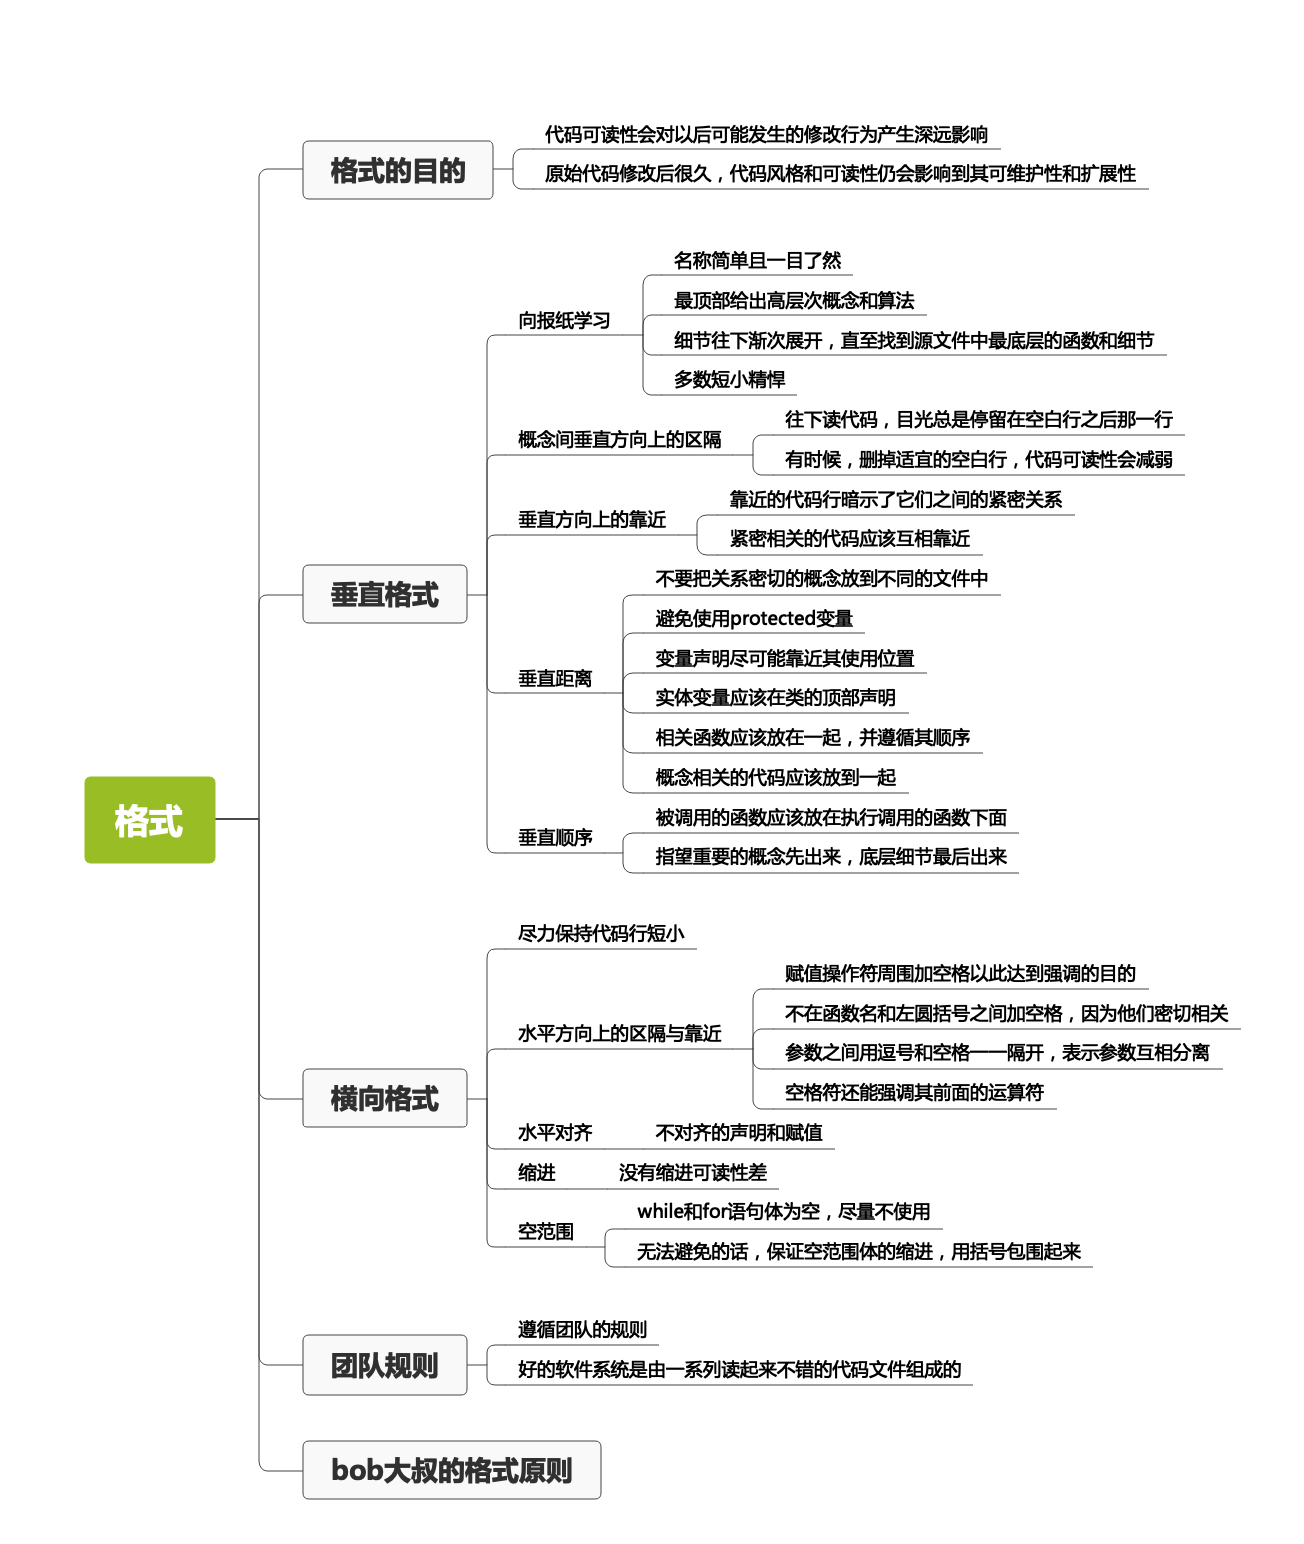 格式
格式的目的
代码可读性会对以后可能发生的修改行为产生深远影响
原始代码修改后很久，代码风格和可读性仍会影响到其可维护性和扩展性
垂直格式
向报纸学习
名称简单且一目了然
最顶部给出高层次概念和算法
细节往下渐次展开，直至找到源文件中最底层的函数和细节
多数短小精悍
概念间垂直方向上的区隔
往下读代码，目光总是停留在空白行之后那一行
有时候，删掉适宜的空白行，代码可读性会减弱
垂直方向上的靠近
靠近的代码行暗示了它们之间的紧密关系
紧密相关的代码应该互相靠近
垂直距离
不要把关系密切的概念放到不同的文件中
避免使用protected变量
变量声明尽可能靠近其使用位置
实体变量应该在类的顶部声明
相关函数应该放在一起，并遵循其顺序
概念相关的代码应该放到一起
垂直顺序
被调用的函数应该放在执行调用的函数下面
指望重要的概念先出来，底层细节最后出来
横向格式
尽力保持代码行短小
水平方向上的区隔与靠近
赋值操作符周围加空格以此达到强调的目的
不在函数名和左圆括号之间加空格，因为他们密切相关
参数之间用逗号和空格一一隔开，表示参数互相分离
空格符还能强调其前面的运算符
水平对齐
不对齐的声明和赋值
缩进
没有缩进可读性差
空范围
while和for语句体为空，尽量不使用
无法避免的话，保证空范围体的缩进，用括号包围起来
团队规则
遵循团队的规则
好的软件系统是由一系列读起来不错的代码文件组成的
bob大叔的格式原则